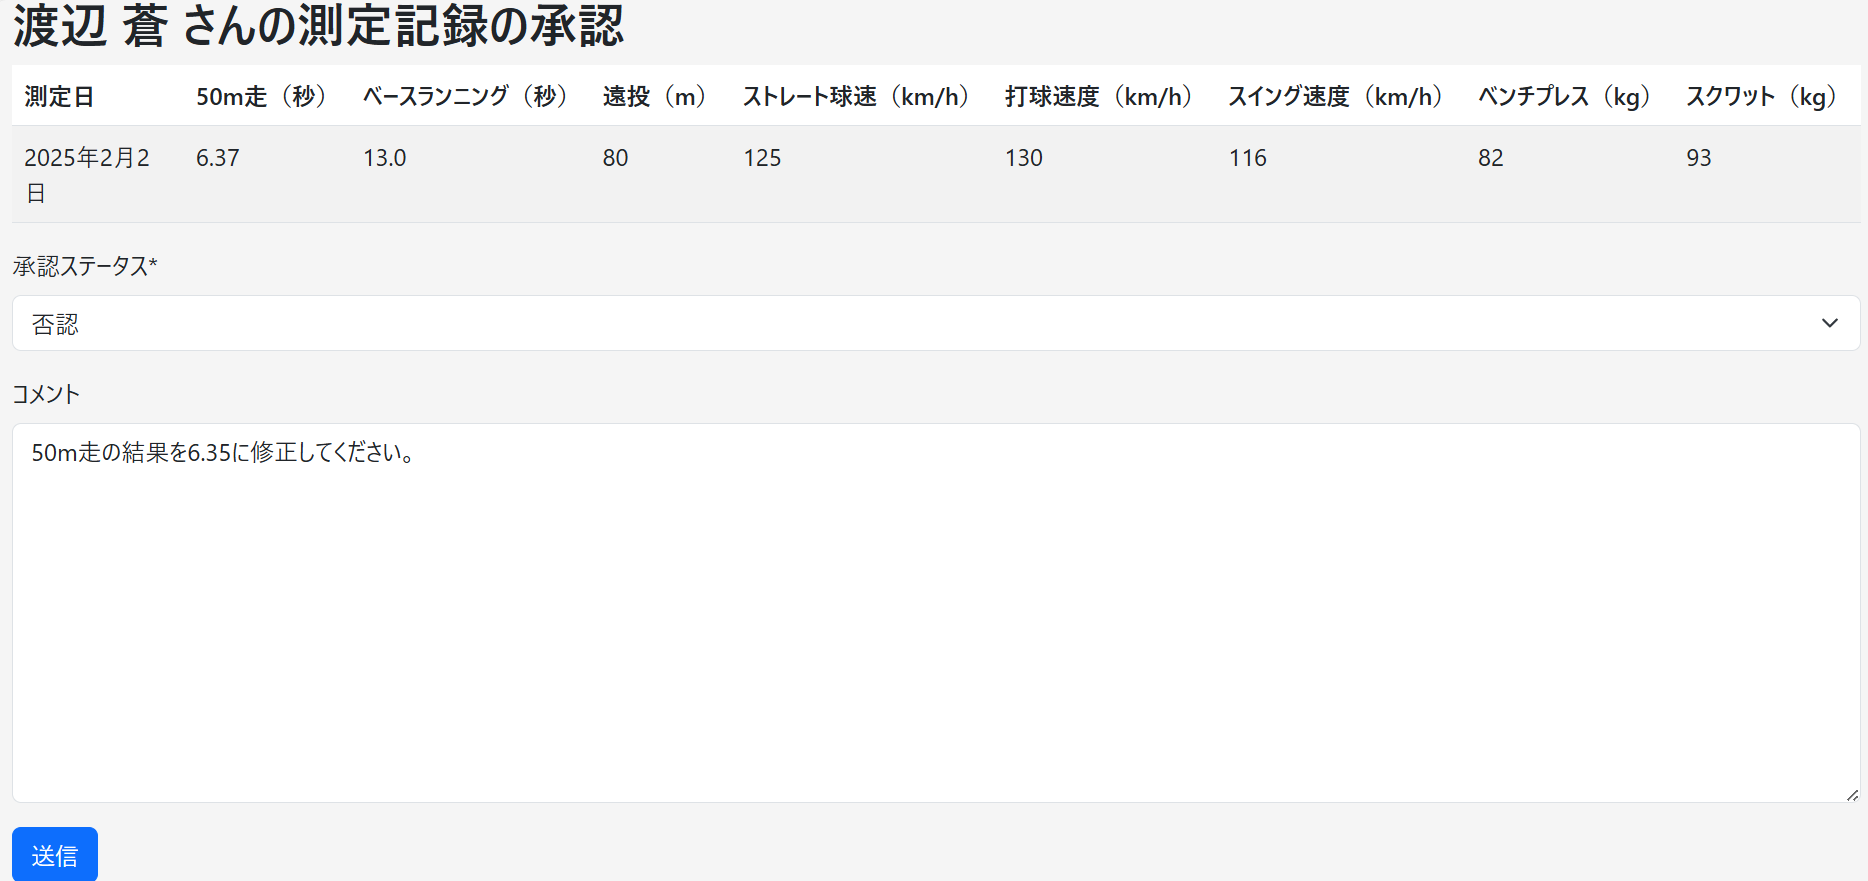 渡辺 蒼 さんの測定記録の承認
測定日 50m走（秒） ベースランニング（秒） 遠投（m） ストレート球速（km/h） 打球速度（km/h） スイング速度（km/h） ベンチプレス（kg） スクワット（kg）
2025年2月2 6.37 13.0 80 125 130 116 82 93
日
承認ステータス*
否認
コメント
50m走の結果を6.35に修正してください。
送信